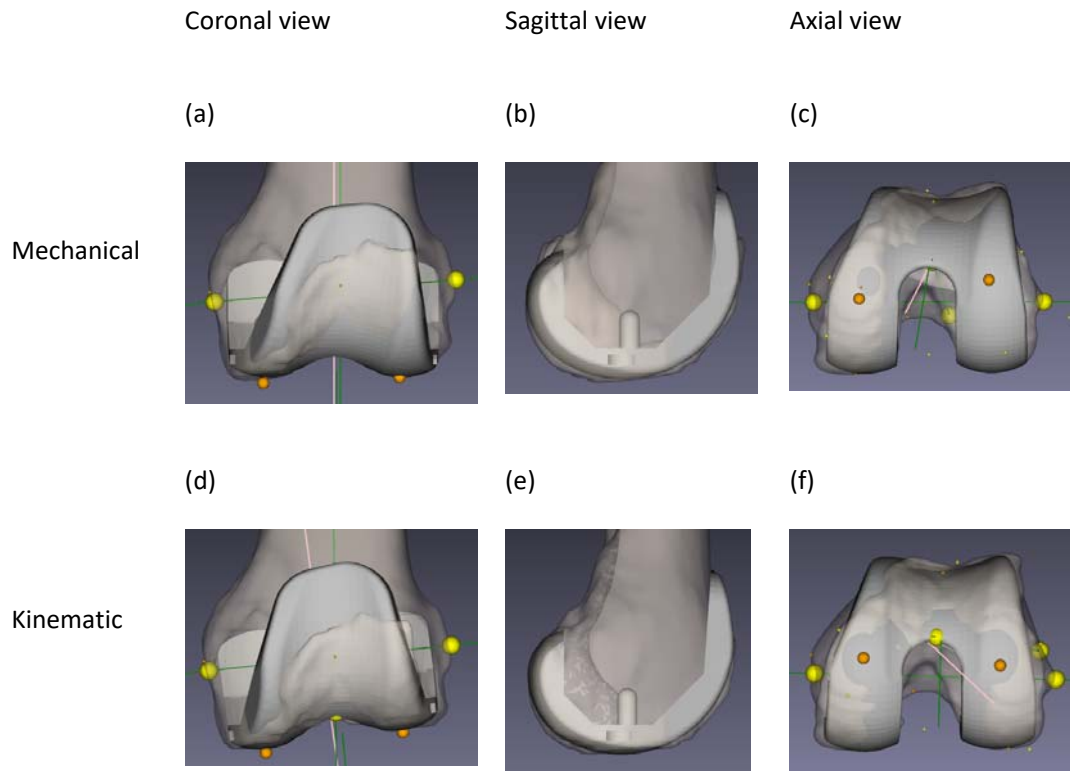 Coronal view Sagittal view Axial view
(a) (b) (c)
Mechanical
(d) (e) (f)
Kinematic